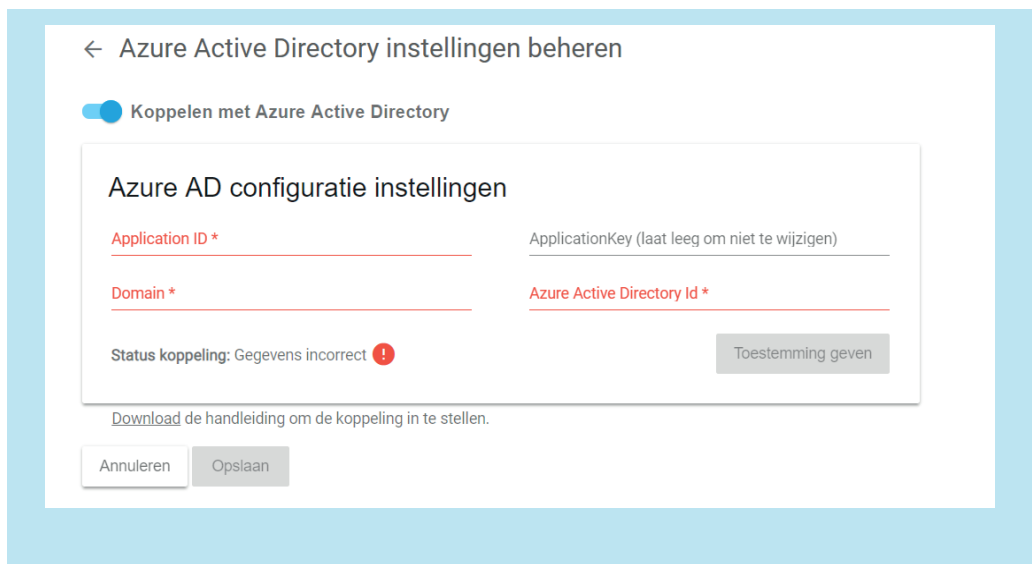 ← Azure Active Directory instellingen beheren
Koppelen met Azure Active Directory
Azure AD configuratie instellingen
Application ID *
ApplicationKey (laat leeg om niet te wijzigen)
Domain *
Azure Active Directory Id *
Status koppeling: Gegevens incorrect !
Toestemming geven
Download de handleiding om de koppeling in te stellen.
Annuleren
Opslaan